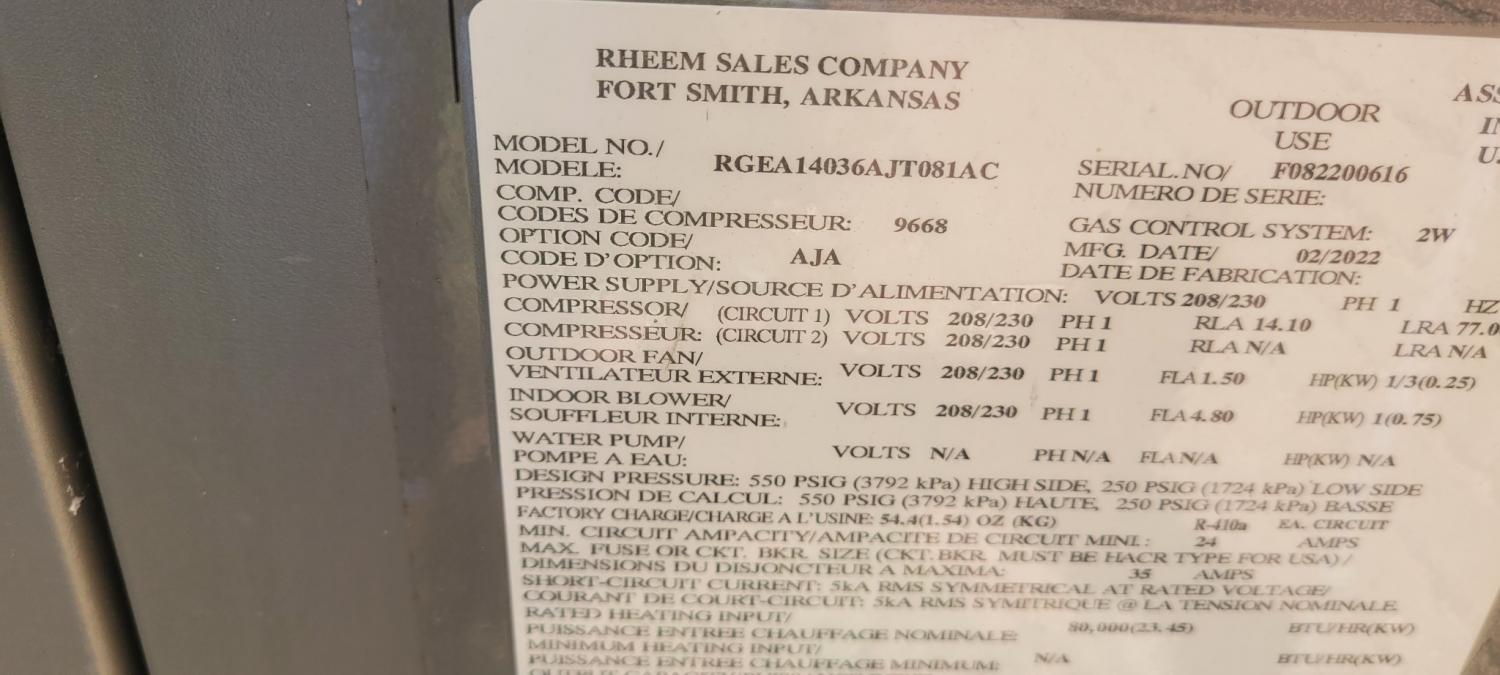 RHEEM SALES COMPANY
FORT SMITH, ARKANSAS
OUTDOOR
USE
MODEL NO./
MODELE: RGEA14036AJT081AC
SERIAL.NO/ F082200616
NUMERO DE SERIE:
COMP. CODE/
CODES DE COMPRESSEUR: 9668
GAS CONTROL SYSTEM: 2W
OPTION CODE/
CODE D'OPTION: AJA
MFG. DATE/ 02/2022
DATE DE FABRICATION:
POWER SUPPLY/SOURCE D'ALIMENTATION: VOLTS 208/230 PH 1 HZ
COMPRESSOR/ (CIRCUIT 1) VOLTS 208/230 PH 1 RLA 14.10 LRA 77.0
COMPRESSEUR: (CIRCUIT 2) VOLTS 208/230 PH 1 RLA N/A LRA N/A
OUTDOOR FAN/
VENTILATEUR EXTERNE: VOLTS 208/230 PH 1 FLA 1.50 HP(KW) 1/3(0.25)
INDOOR BLOWER/
SOUFFLEUR INTERNE: VOLTS 208/230 PH 1 FLA 4.80 HP(KW) 1(0.75)
WATER PUMP/
POMPE A EAU: VOLTS N/A PH N/A FLA N/A HP(KW) N/A
DESIGN PRESSURE: 550 PSIG (3792 kPa) HIGH SIDE, 250 PSIG (1724 kPa) LOW SIDE
PRESSION DE CALCUL: 550 PSIG (3792 kPa) HAUTE, 250 PSIG (1724 kPa) BASSE
FACTORY CHARGE/CHARGE A L'USINE: 54.4(1.54) OZ (KG) R-410a EA. CIRCUIT
MIN. CIRCUIT AMPACITY/AMPACITE DE CIRCUIT MINI.: 24 AMPS
MAX. FUSE OR CKT. BKR. SIZE (CKT. BKR. MUST BE HACR TYPE FOR USA) /
DIMENSIONS DU DISJONCTEUR A MAXIMA: 35 AMPS
SHORT-CIRCUIT CURRENT: 5kA RMS SYMMETRICAL AT RATED VOLTAGE/
COURANT DE COURT-CIRCUIT: 5kA RMS SYMITRIQUE @ LA TENSION NOMINALE
RATED HEATING INPUT/
PUISSANCE ENTREE CHAUFFAGE NOMINALE: 80,000(23.45) BTU/HR(KW)
MINIMUM HEATING INPUT/
PUISSANCE ENTREE CHAUFFAGE MINIMUM: N/A BTU/HR(KW)